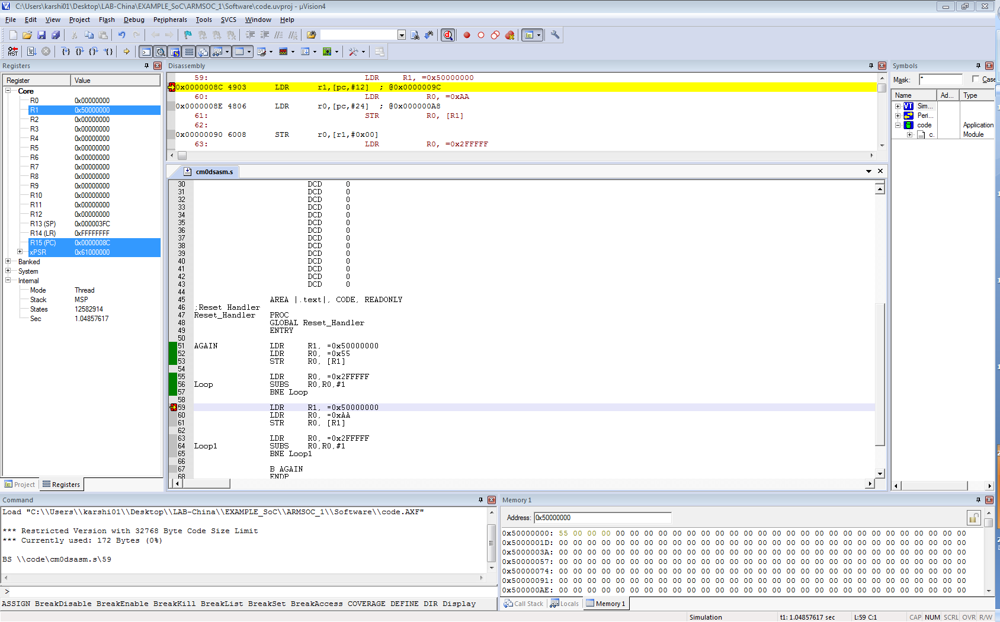 C:\Users\karshi01\Desktop\LAB-China\EXAMPLE_SoC\ARMSOC_1\Software\code.uvproj - µVision4
File Edit View Project Flash Debug Peripherals Tools SVCS Window Help
Registers
Register Value
Core
R0 0x00000000
R1 0x50000000
R2 0x00000000
R3 0x00000000
R4 0x00000000
R5 0x00000000
R6 0x00000000
R7 0x00000000
R8 0x00000000
R9 0x00000000
R10 0x00000000
R11 0x00000000
R12 0x00000000
R13 (SP) 0x000003FC
R14 (LR) 0xFFFFFFFF
R15 (PC) 0x0000008C
xPSR 0x61000000
Banked
System
Internal
Mode Thread
Stack MSP
States 12582914
Sec 1.04857617
Project Registers
Disassembly
59: LDR R1, =0x50000000
0x0000008C 4903 LDR r1,[pc,#12] ; @0x0000009C
60: LDR R0, =0xAA
0x0000008E 4806 LDR r0,[pc,#24] ; @0x000000A8
61: STR R0, [R1]
62:
0x00000090 6008 STR r0,[r1,#0x00]
63: LDR R0, =0x2FFFFF
cm0dsasm.s
30 DCD 0
31 DCD 0
32 DCD 0
33 DCD 0
34 DCD 0
35 DCD 0
36 DCD 0
37 DCD 0
38 DCD 0
39 DCD 0
40 DCD 0
41 DCD 0
42 DCD 0
43 DCD 0
44
45 AREA |.text|, CODE, READONLY
46 ;Reset Handler
47 Reset_Handler PROC
48 GLOBAL Reset_Handler
49 ENTRY
50
51 AGAIN LDR R1, =0x50000000
52 LDR R0, =0x55
53 STR R0, [R1]
54
55 LDR R0, =0x2FFFFF
56 Loop SUBS R0,R0,#1
57 BNE Loop
58
59 LDR R1, =0x50000000
60 LDR R0, =0xAA
61 STR R0, [R1]
62
63 LDR R0, =0x2FFFFF
64 Loop1 SUBS R0,R0,#1
65 BNE Loop1
66
67 B AGAIN
68 ENDP
Symbols
Mask: * Case
Name Ad... Type
Sim...
Peri...
code Application
c. Module
Command
Load "C:\\Users\\karshi01\\Desktop\\LAB-China\\EXAMPLE_SoC\\ARMSOC_1\\Software\\code.AXF"
*** Restricted Version with 32768 Byte Code Size Limit
*** Currently used: 172 Bytes (0%)
BS \\code\cm0dsasm.s\59
>
ASSIGN BreakDisable BreakEnable BreakKill BreakList BreakSet BreakAccess COVERAGE DEFINE DIR Display
Memory 1
Address: 0x50000000
0x50000000: 55 00 00 00 00 00 00 00 00 00 00 00 00 00 00 00 00 00 00 00 00 00 00 00 00 00 00 00 00
0x5000001D: 00 00 00 00 00 00 00 00 00 00 00 00 00 00 00 00 00 00 00 00 00 00 00 00 00 00 00 00 00
0x5000003A: 00 00 00 00 00 00 00 00 00 00 00 00 00 00 00 00 00 00 00 00 00 00 00 00 00 00 00 00 00
0x50000057: 00 00 00 00 00 00 00 00 00 00 00 00 00 00 00 00 00 00 00 00 00 00 00 00 00 00 00 00 00
0x50000074: 00 00 00 00 00 00 00 00 00 00 00 00 00 00 00 00 00 00 00 00 00 00 00 00 00 00 00 00 00
0x50000091: 00 00 00 00 00 00 00 00 00 00 00 00 00 00 00 00 00 00 00 00 00 00 00 00 00 00 00 00 00
0x500000AE: 00 00 00 00 00 00 00 00 00 00 00 00 00 00 00 00 00 00 00 00 00 00 00 00 00 00 00 00 00
Call Stack Locals Memory 1
Simulation t1: 1.04857617 sec L:59 C:1 CAP NUM SCRL OVR R/W